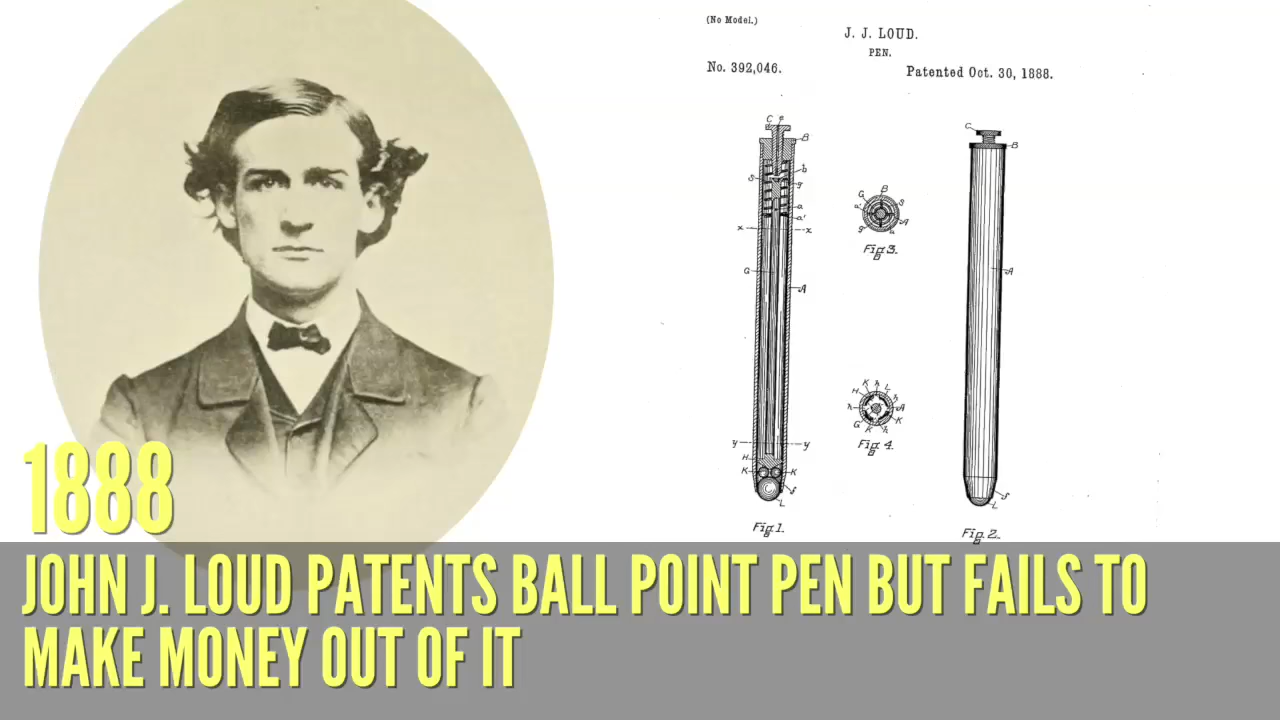 (No Model.)
J. J. LOUD.
PEN.
No. 392,046.
Patented Oct. 30, 1888.
Fig 3.
Fig 4.
Fig 1.
Fig. 2.
1888
JOHN J. LOUD PATENTS BALL POINT PEN BUT FAILS TO
MAKE MONEY OUT OF IT